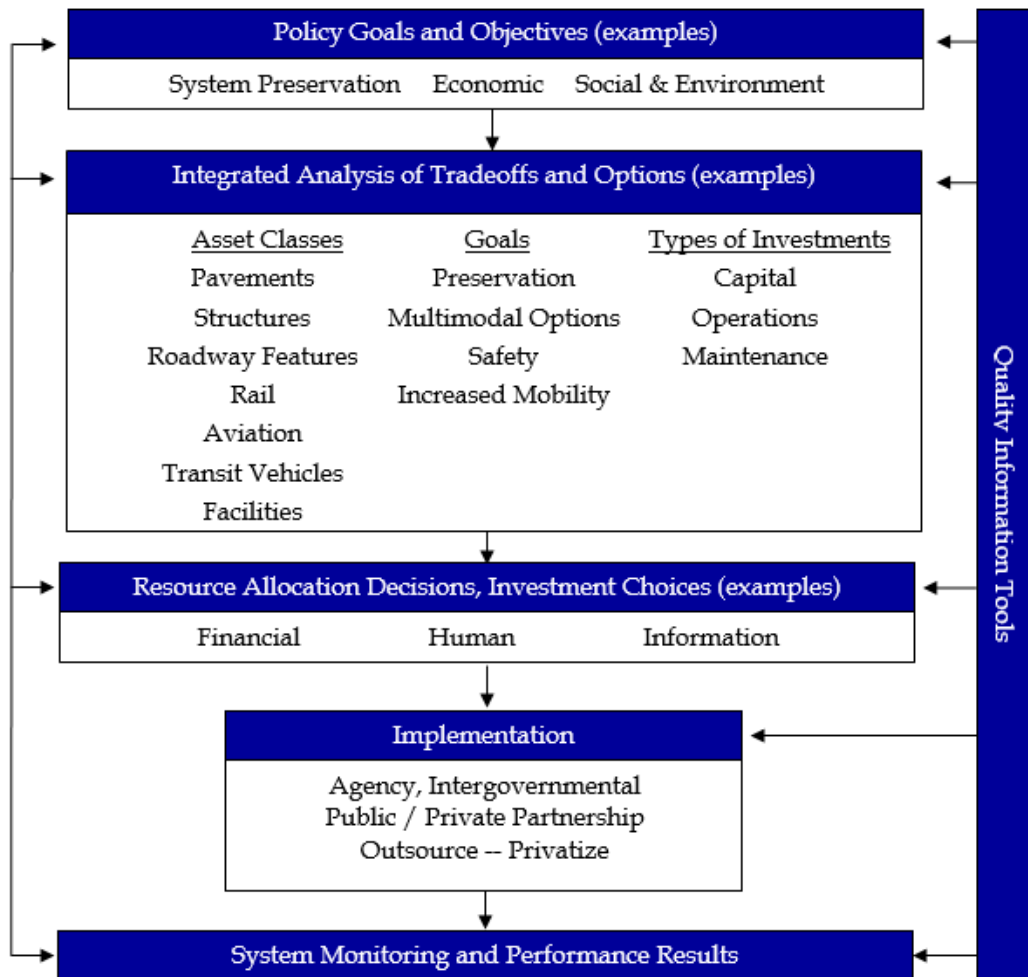 Policy Goals and Objectives (examples)
System Preservation Economic Social & Environment
Integrated Analysis of Tradeoffs and Options (examples)
Asset Classes Goals Types of Investments
Pavements Preservation Capital
Structures Multimodal Options Operations
Roadway Features Safety Maintenance
Rail Increased Mobility
Aviation
Transit Vehicles
Facilities
Resource Allocation Decisions, Investment Choices (examples)
Financial Human Information
Implementation
Agency, Intergovernmental
Public / Private Partnership
Outsource -- Privatize
System Monitoring and Performance Results
Quality Information Tools